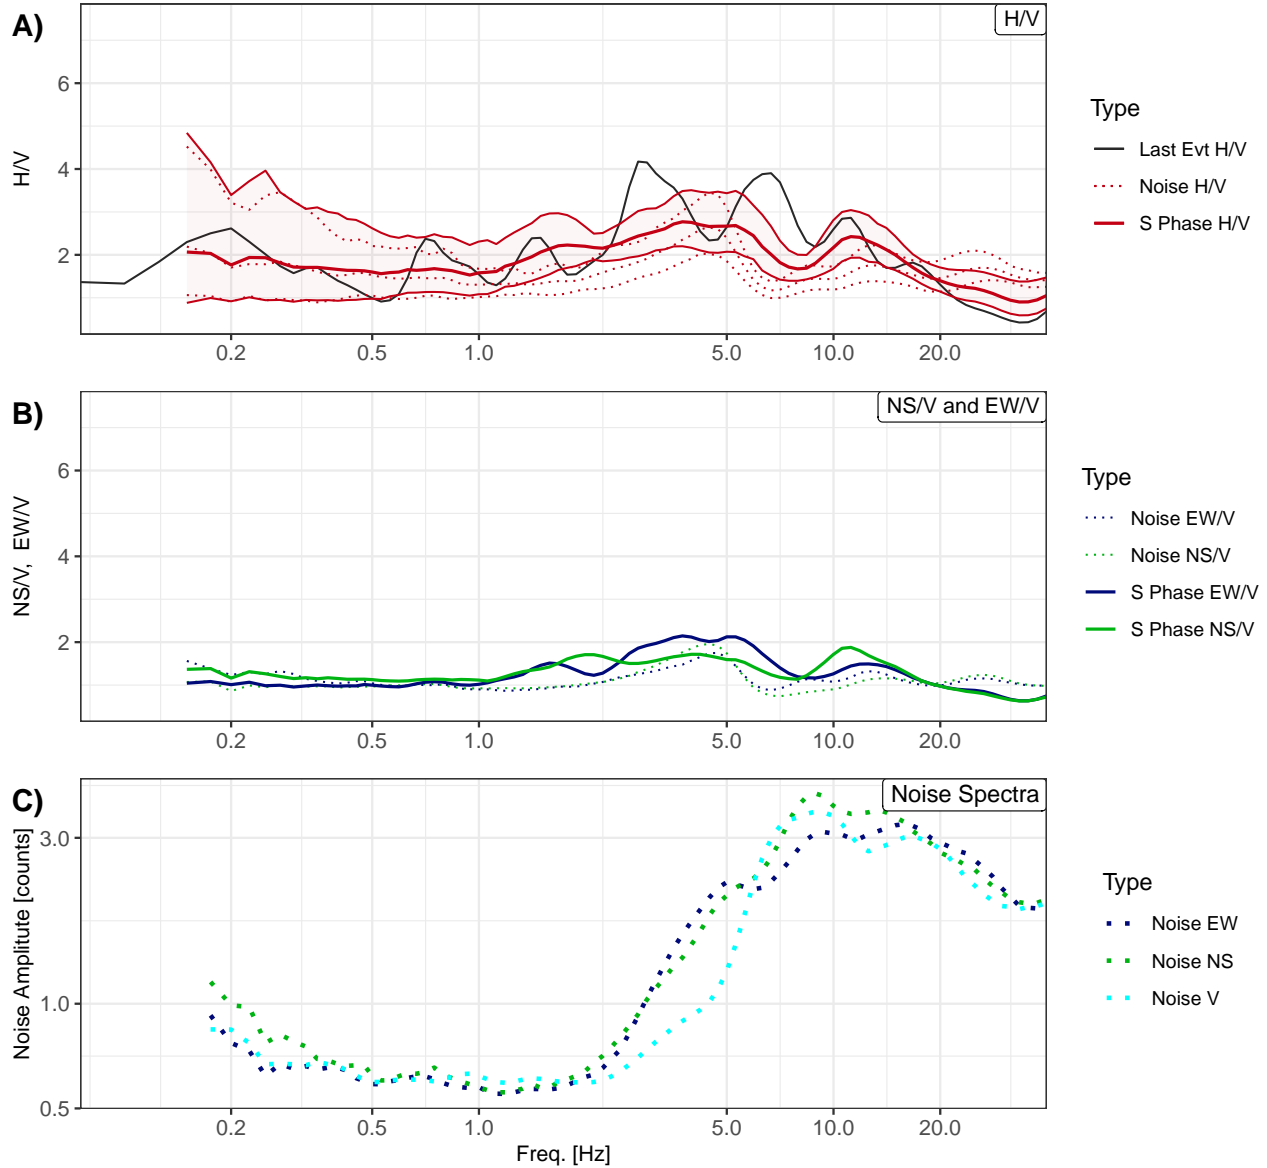 A)
H/V
6
4
2
H/V
0.2 0.5 1.0 5.0 10.0 20.0
Type
Last Evt H/V
Noise H/V
S Phase H/V
B)
NS/V and EW/V
6
4
2
NS/V, EW/V
0.2 0.5 1.0 5.0 10.0 20.0
Type
Noise EW/V
Noise NS/V
S Phase EW/V
S Phase NS/V
C)
Noise Spectra
3.0
1.0
0.5
Noise Amplitute [counts]
0.2 0.5 1.0 5.0 10.0 20.0
Freq. [Hz]
Type
Noise EW
Noise NS
Noise V